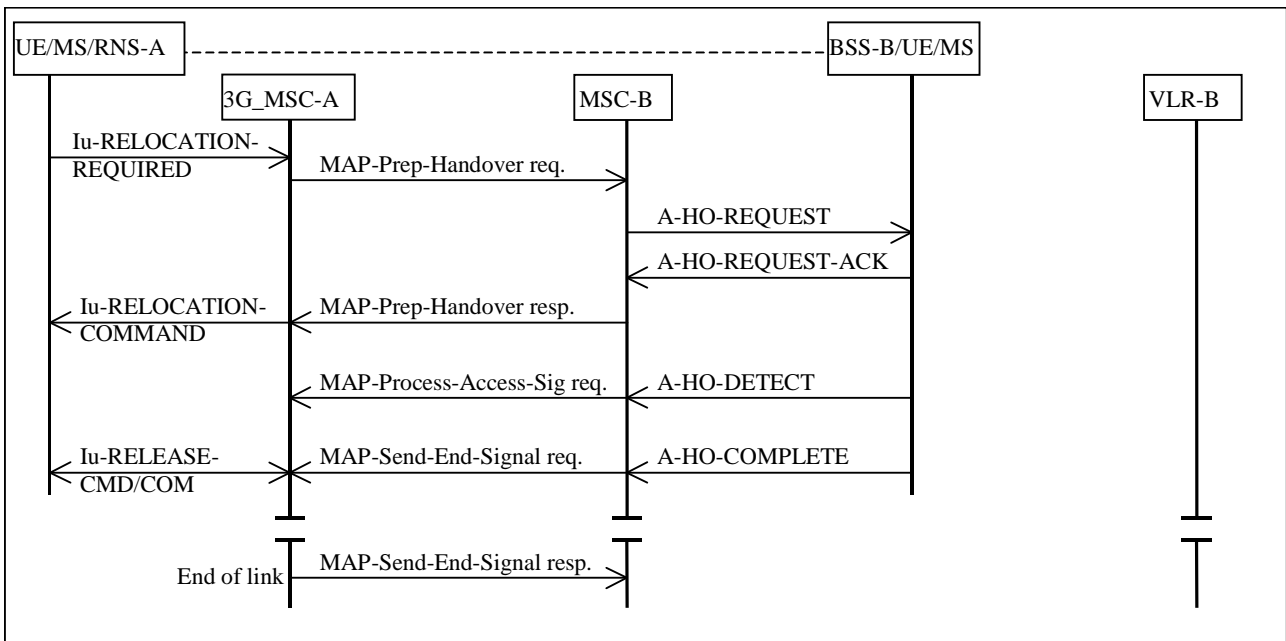 UE/MS/RNS-A
BSS-B/UE/MS
3G_MSC-A
MSC-B
VLR-B
Iu-RELOCATION-
REQUIRED
MAP-Prep-Handover req.
A-HO-REQUEST
A-HO-REQUEST-ACK
Iu-RELOCATION-
COMMAND
MAP-Prep-Handover resp.
MAP-Process-Access-Sig req.
A-HO-DETECT
Iu-RELEASE-
CMD/COM
MAP-Send-End-Signal req.
A-HO-COMPLETE
End of link
MAP-Send-End-Signal resp.